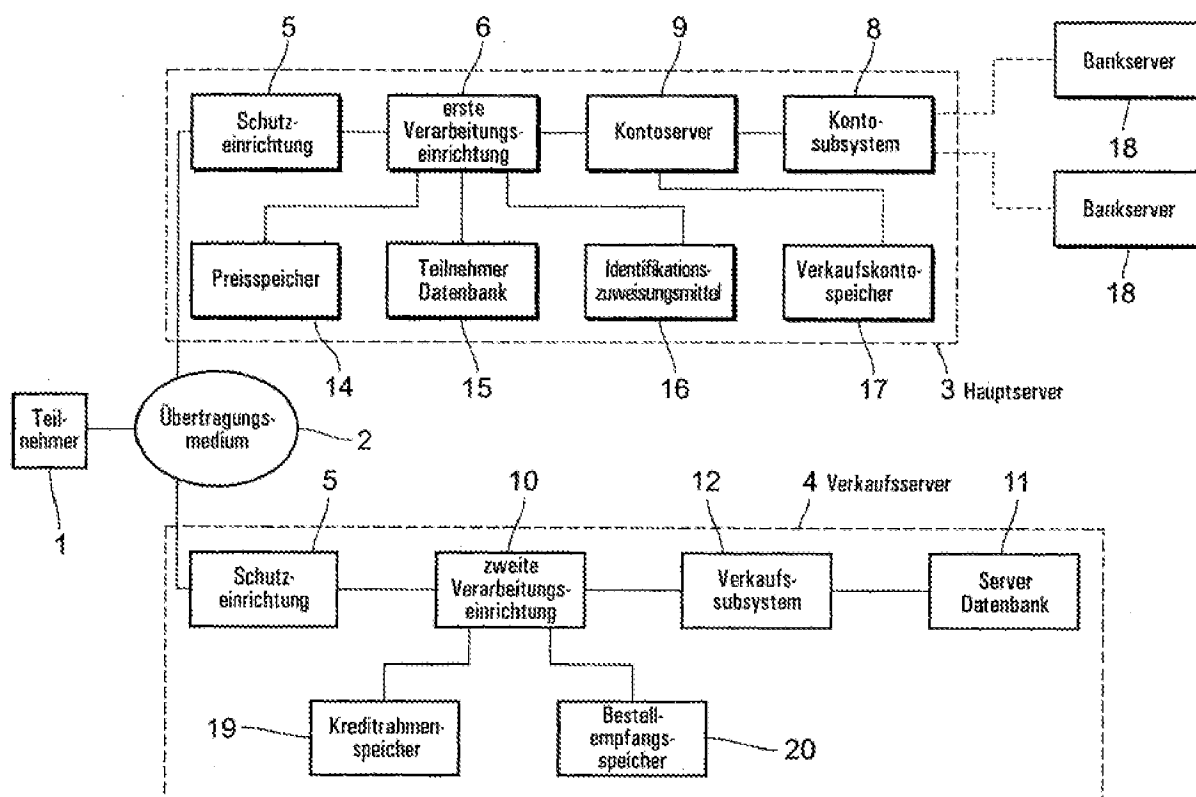 5
6
9
8
Schutz-
einrichtung
erste
Verarbeitungs-
einrichtung
Kontoserver
Konto-
subsystem
Bankserver
18
Bankserver
18
Preisspeicher
Teilnehmer
Datenbank
Identifikations-
zuweisungsmittel
Verkaufskonto-
speicher
14
15
16
17
3 Hauptserver
Teil-
nehmer
1
Übertragungs-
medium
2
5
10
12
4 Verkaufsserver
11
Schutz-
einrichtung
zweite
Verarbeitungs-
einrichtung
Verkaufs-
subsystem
Server
Datenbank
19
Kreditrahmen-
speicher
Bestell-
empfangs-
speicher
20